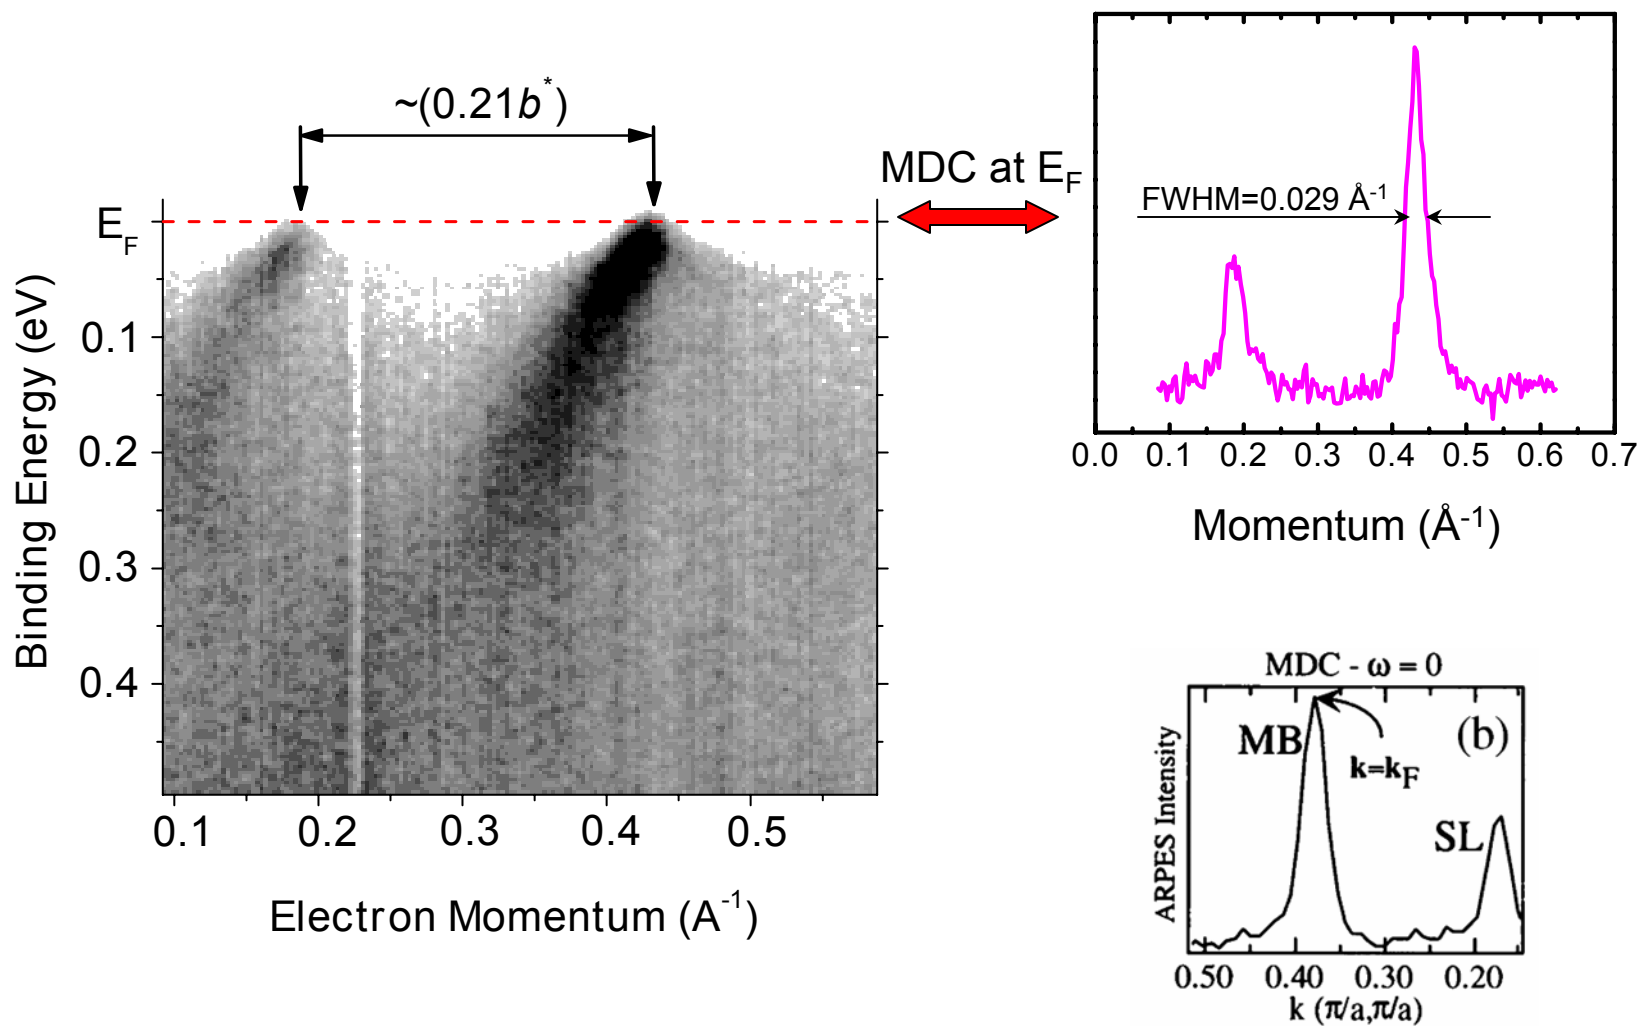 ~(0.21b*)
E_F
0.1
0.2
0.3
0.4
Binding Energy (eV)
0.1 0.2 0.3 0.4 0.5
Electron Momentum (A⁻¹)
MDC at E_F
FWHM=0.029 Å⁻¹
0.0 0.1 0.2 0.3 0.4 0.5 0.6 0.7
Momentum (Å⁻¹)
MDC - ω = 0
(b)
MB
k=k_F
SL
ARPES Intensity
0.50 0.40 0.30 0.20
k (π/a,π/a)